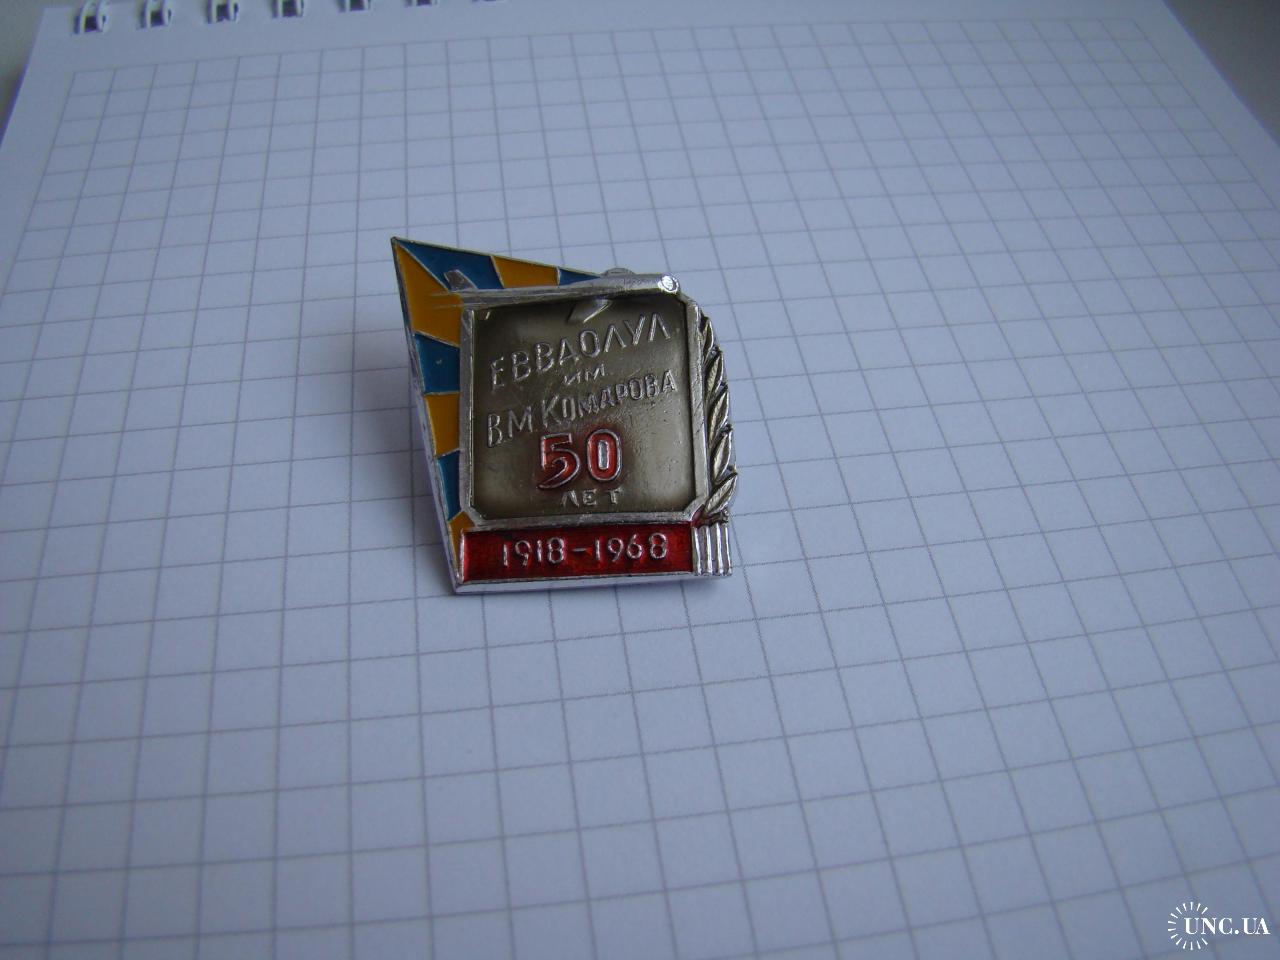 ЕВВАОЛУЛ
ИМ
В.М.КОМАРОВА
50
ЛЕТ
1918-1968
UNC.UA